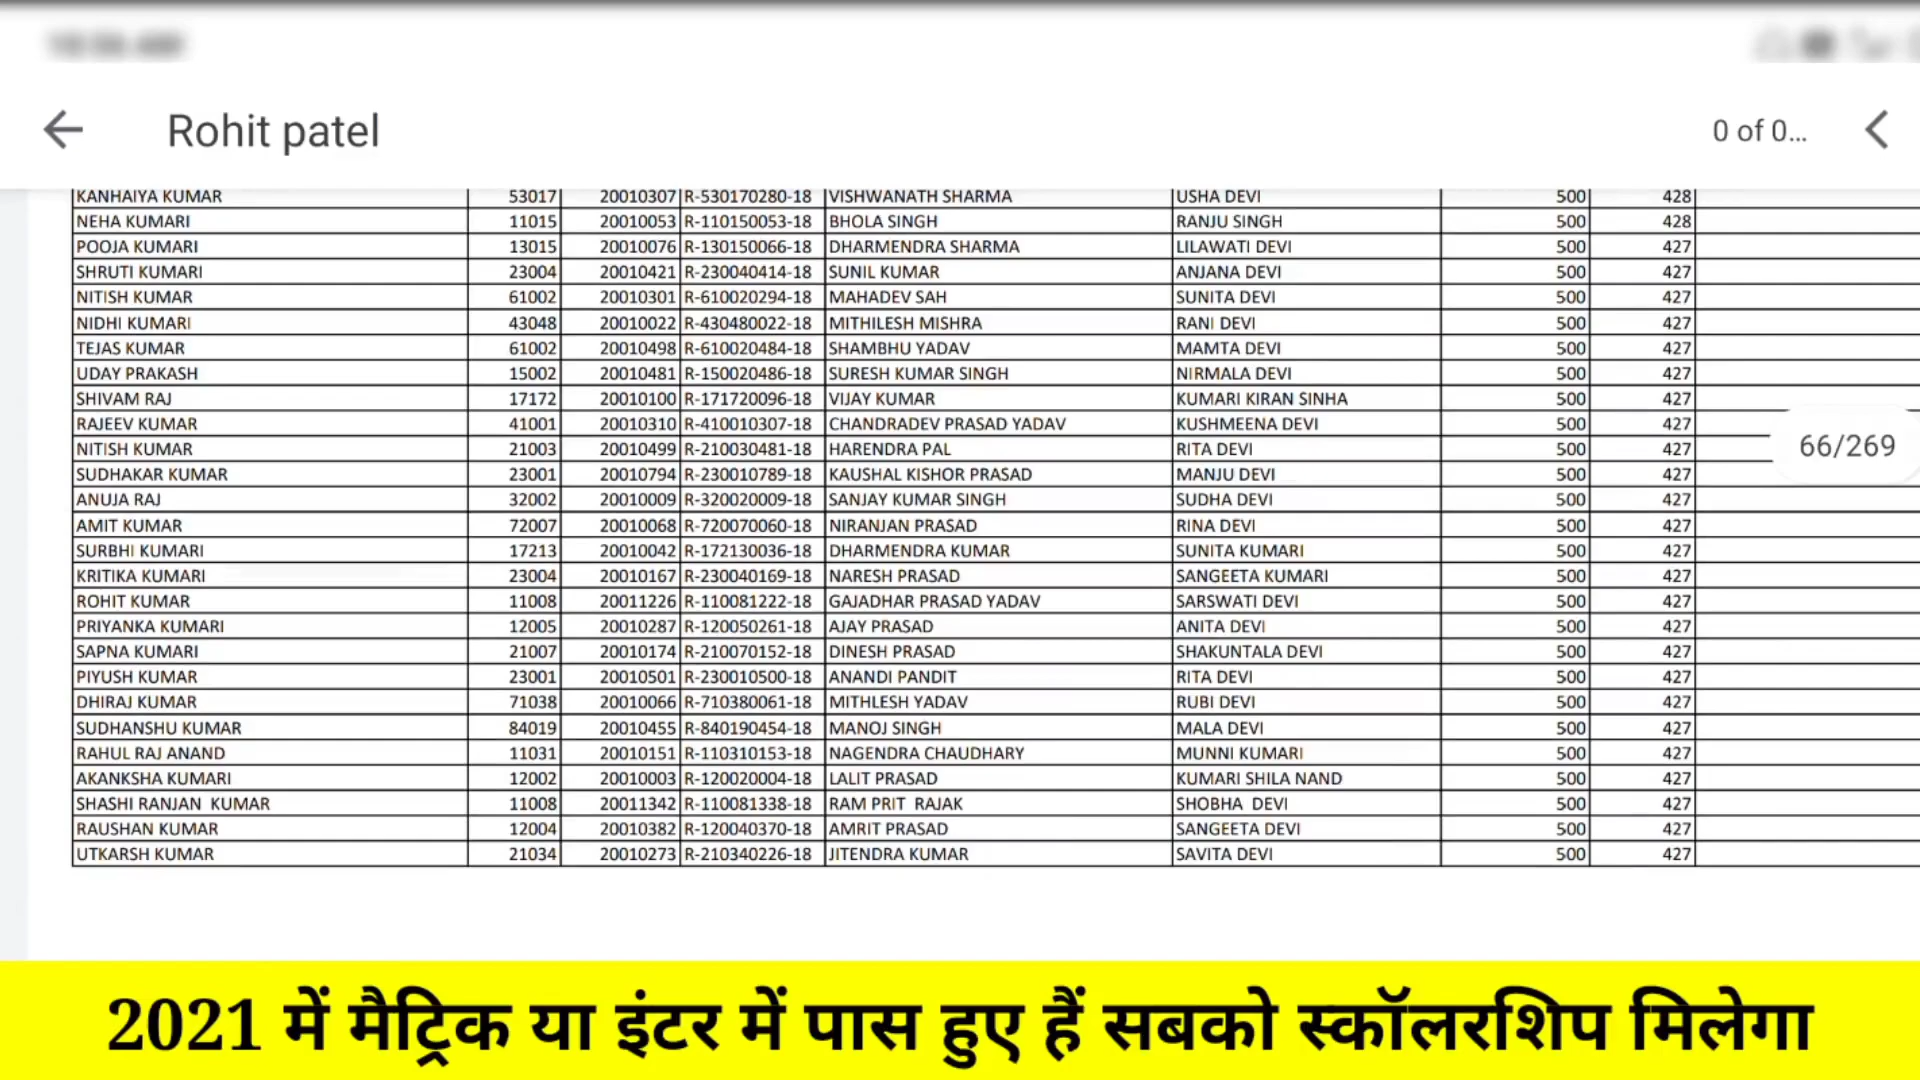 Rohit patel 0 of 0...
KANHAIYA KUMAR 53017 20010307 R-530170280-18 VISHWANATH SHARMA USHA DEVI 500 428
NEHA KUMARI 11015 20010053 R-110150053-18 BHOLA SINGH RANJU SINGH 500 428
POOJA KUMARI 13015 20010076 R-130150066-18 DHARMENDRA SHARMA LILAWATI DEVI 500 427
SHRUTI KUMARI 23004 20010421 R-230040414-18 SUNIL KUMAR ANJANA DEVI 500 427
NITISH KUMAR 61002 20010301 R-610020294-18 MAHADEV SAH SUNITA DEVI 500 427
NIDHI KUMARI 43048 20010022 R-430480022-18 MITHILESH MISHRA RANI DEVI 500 427
TEJAS KUMAR 61002 20010498 R-610020484-18 SHAMBHU YADAV MAMTA DEVI 500 427
UDAY PRAKASH 15002 20010481 R-150020486-18 SURESH KUMAR SINGH NIRMALA DEVI 500 427
SHIVAM RAJ 17172 20010100 R-171720096-18 VIJAY KUMAR KUMARI KIRAN SINHA 500 427
RAJEEV KUMAR 41001 20010310 R-410010307-18 CHANDRADEV PRASAD YADAV KUSHMEENA DEVI 500 427
NITISH KUMAR 21003 20010499 R-210030481-18 HARENDRA PAL RITA DEVI 500 427 66/269
SUDHAKAR KUMAR 23001 20010794 R-230010789-18 KAUSHAL KISHOR PRASAD MANJU DEVI 500 427
ANUJA RAJ 32002 20010009 R-320020009-18 SANJAY KUMAR SINGH SUDHA DEVI 500 427
AMIT KUMAR 72007 20010068 R-720070060-18 NIRANJAN PRASAD RINA DEVI 500 427
SURBHI KUMARI 17213 20010042 R-172130036-18 DHARMENDRA KUMAR SUNITA KUMARI 500 427
KRITIKA KUMARI 23004 20010167 R-230040169-18 NARESH PRASAD SANGEETA KUMARI 500 427
ROHIT KUMAR 11008 20011226 R-110081222-18 GAJADHAR PRASAD YADAV SARSWATI DEVI 500 427
PRIYANKA KUMARI 12005 20010287 R-120050261-18 AJAY PRASAD ANITA DEVI 500 427
SAPNA KUMARI 21007 20010174 R-210070152-18 DINESH PRASAD SHAKUNTALA DEVI 500 427
PIYUSH KUMAR 23001 20010501 R-230010500-18 ANANDI PANDIT RITA DEVI 500 427
DHIRAJ KUMAR 71038 20010066 R-710380061-18 MITHLESH YADAV RUBI DEVI 500 427
SUDHANSHU KUMAR 84019 20010455 R-840190454-18 MANOJ SINGH MALA DEVI 500 427
RAHUL RAJ ANAND 11031 20010151 R-110310153-18 NAGENDRA CHAUDHARY MUNNI KUMARI 500 427
AKANKSHA KUMARI 12002 20010003 R-120020004-18 LALIT PRASAD KUMARI SHILA NAND 500 427
SHASHI RANJAN KUMAR 11008 20011342 R-110081338-18 RAM PRIT RAJAK SHOBHA DEVI 500 427
RAUSHAN KUMAR 12004 20010382 R-120040370-18 AMRIT PRASAD SANGEETA DEVI 500 427
UTKARSH KUMAR 21034 20010273 R-210340226-18 JITENDRA KUMAR SAVITA DEVI 500 427
2021 में मैट्रिक या इंटर में पास हुए हैं सबको स्कॉलरशिप मिलेगा